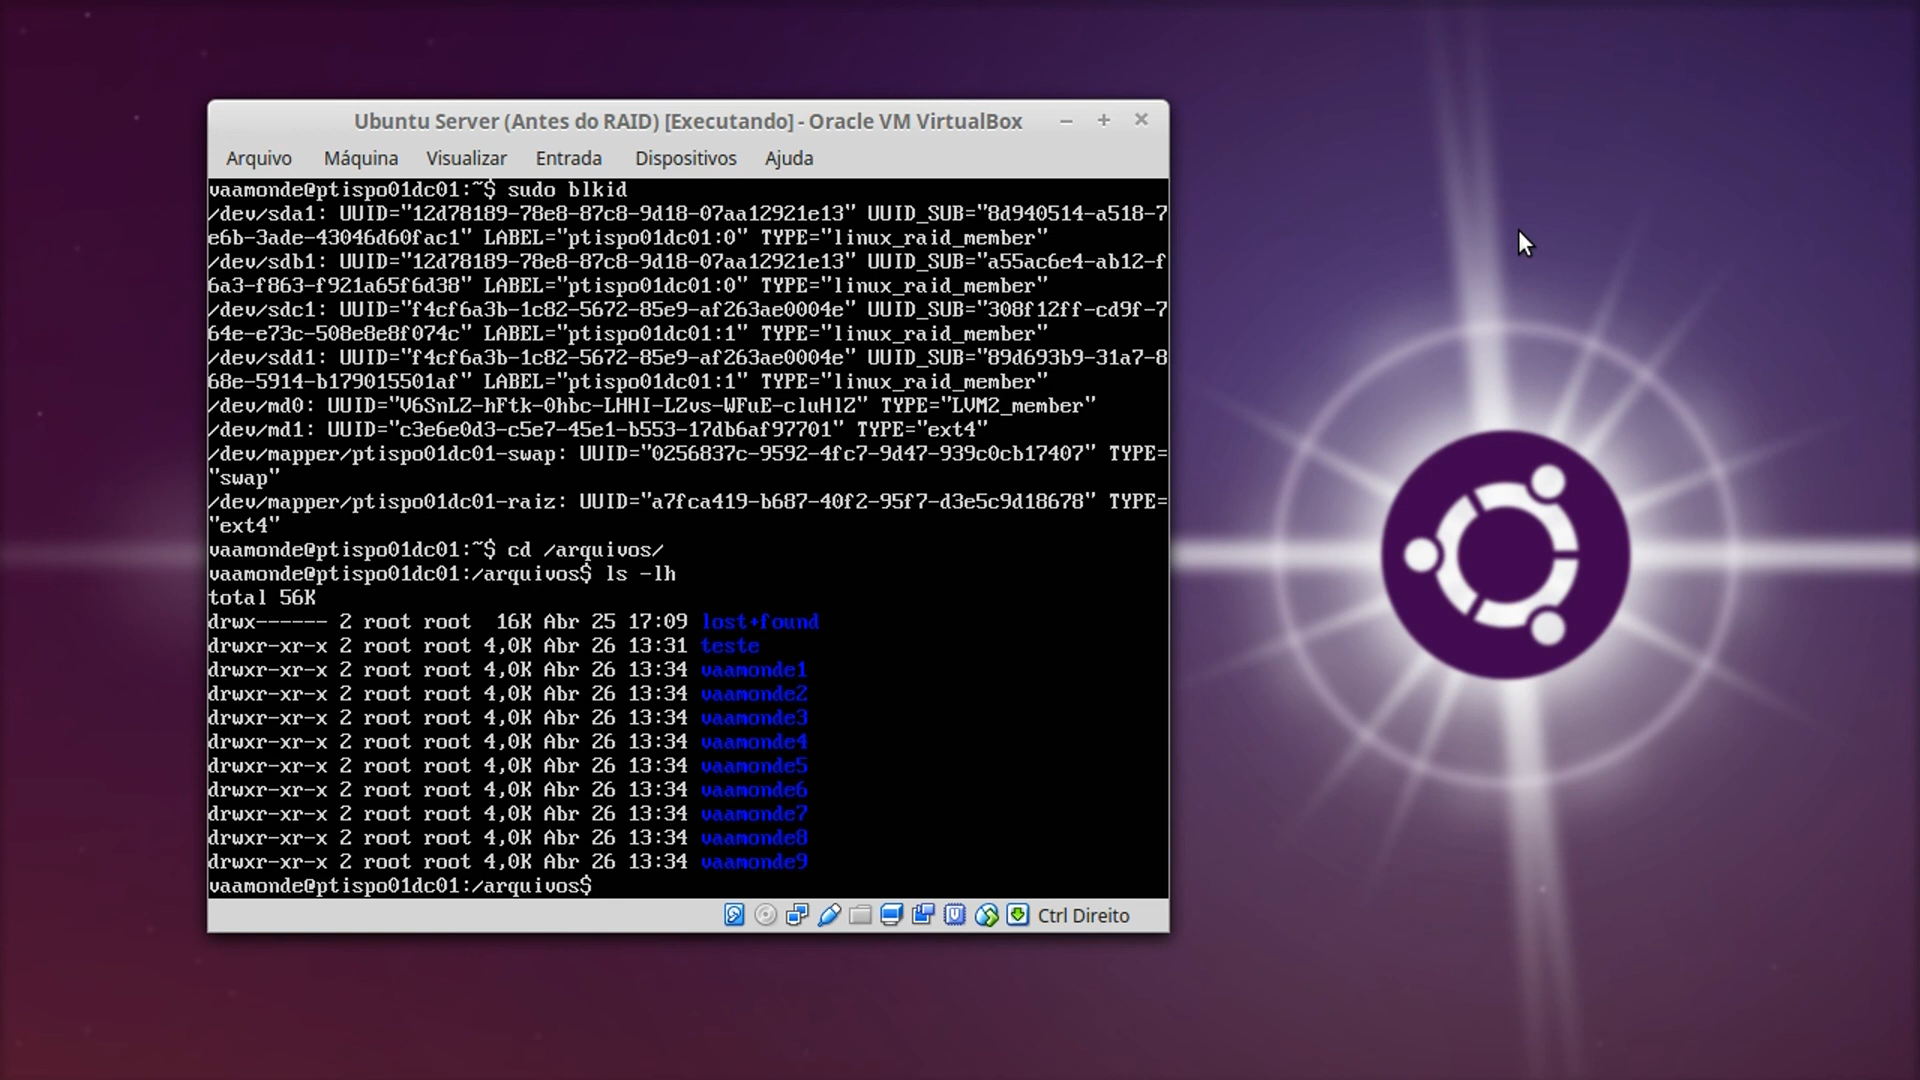 Ubuntu Server (Antes do RAID) [Executando] - Oracle VM VirtualBox
Arquivo Máquina Visualizar Entrada Dispositivos Ajuda
vaamonde@ptispo01dc01:~$ sudo blkid
/dev/sda1: UUID="12d78189-78e8-87c8-9d18-07aa12921e13" UUID_SUB="8d940514-a518-7
e6b-3ade-43046d60fac1" LABEL="ptispo01dc01:0" TYPE="linux_raid_member"
/dev/sdb1: UUID="12d78189-78e8-87c8-9d18-07aa12921e13" UUID_SUB="a55ac6e4-ab12-f
6a3-f863-f921a65f6d38" LABEL="ptispo01dc01:0" TYPE="linux_raid_member"
/dev/sdc1: UUID="f4cf6a3b-1c82-5672-85e9-af263ae0004e" UUID_SUB="308f12ff-cd9f-7
64e-e73c-508e8e8f074c" LABEL="ptispo01dc01:1" TYPE="linux_raid_member"
/dev/sdd1: UUID="f4cf6a3b-1c82-5672-85e9-af263ae0004e" UUID_SUB="89d693b9-31a7-8
68e-5914-b179015501af" LABEL="ptispo01dc01:1" TYPE="linux_raid_member"
/dev/md0: UUID="V6SnLZ-hFtk-0hbc-LHHI-LZvs-WFuE-cluHlZ" TYPE="LVM2_member"
/dev/md1: UUID="c3e6e0d3-c5e7-45e1-b553-17db6af97701" TYPE="ext4"
/dev/mapper/ptispo01dc01-swap: UUID="0256837c-9592-4fc7-9d47-939c0cb17407" TYPE=
"swap"
/dev/mapper/ptispo01dc01-raiz: UUID="a7fca419-b687-40f2-95f7-d3e5c9d18678" TYPE=
"ext4"
vaamonde@ptispo01dc01:~$ cd /arquivos/
vaamonde@ptispo01dc01:/arquivos$ ls -lh
total 56K
drwx------ 2 root root  16K Abr 25 17:09 lost+found
drwxr-xr-x 2 root root 4,0K Abr 26 13:31 teste
drwxr-xr-x 2 root root 4,0K Abr 26 13:34 vaamonde1
drwxr-xr-x 2 root root 4,0K Abr 26 13:34 vaamonde2
drwxr-xr-x 2 root root 4,0K Abr 26 13:34 vaamonde3
drwxr-xr-x 2 root root 4,0K Abr 26 13:34 vaamonde4
drwxr-xr-x 2 root root 4,0K Abr 26 13:34 vaamonde5
drwxr-xr-x 2 root root 4,0K Abr 26 13:34 vaamonde6
drwxr-xr-x 2 root root 4,0K Abr 26 13:34 vaamonde7
drwxr-xr-x 2 root root 4,0K Abr 26 13:34 vaamonde8
drwxr-xr-x 2 root root 4,0K Abr 26 13:34 vaamonde9
vaamonde@ptispo01dc01:/arquivos$
Ctrl Direito